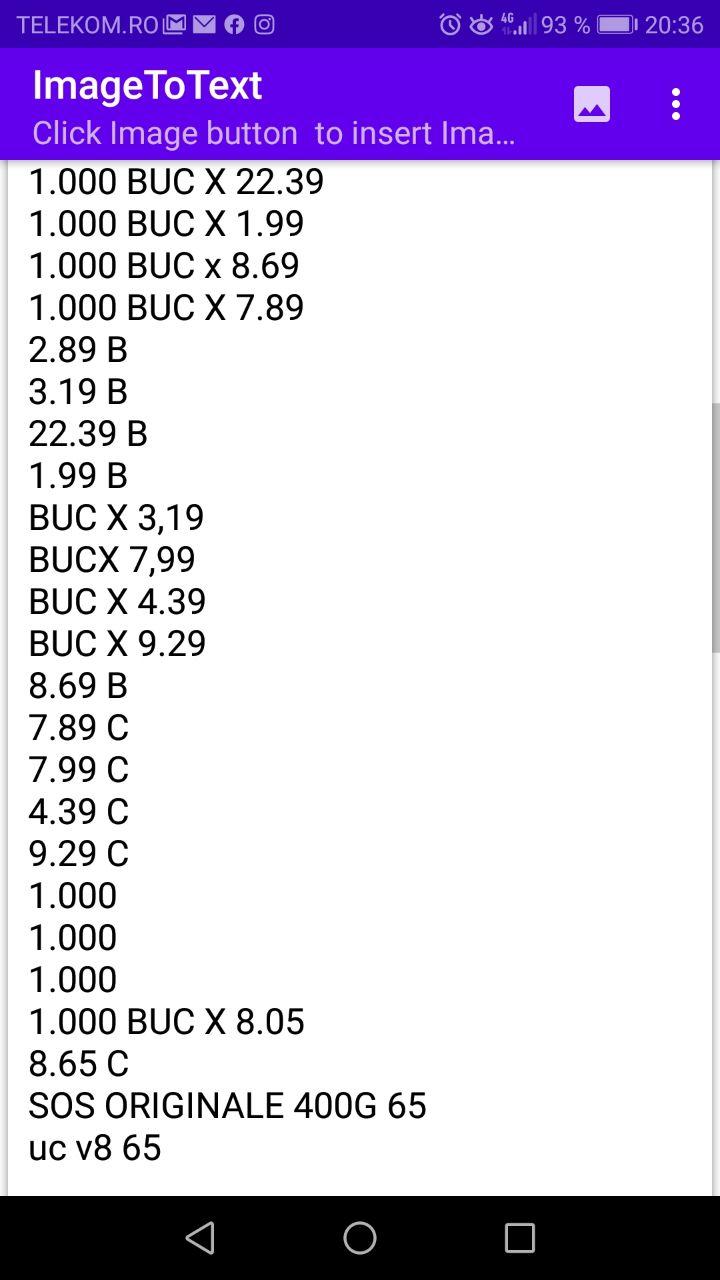 TELEKOM.RO 4G 93 % 20:36
ImageToText
Click Image button  to insert Ima...
1.000 BUC X 22.39
1.000 BUC X 1.99
1.000 BUC x 8.69
1.000 BUC X 7.89
2.89 B
3.19 B
22.39 B
1.99 B
BUC X 3,19
BUCX 7,99
BUC X 4.39
BUC X 9.29
8.69 B
7.89 C
7.99 C
4.39 C
9.29 C
1.000
1.000
1.000
1.000 BUC X 8.05
8.65 C
SOS ORIGINALE 400G 65
uc v8 65